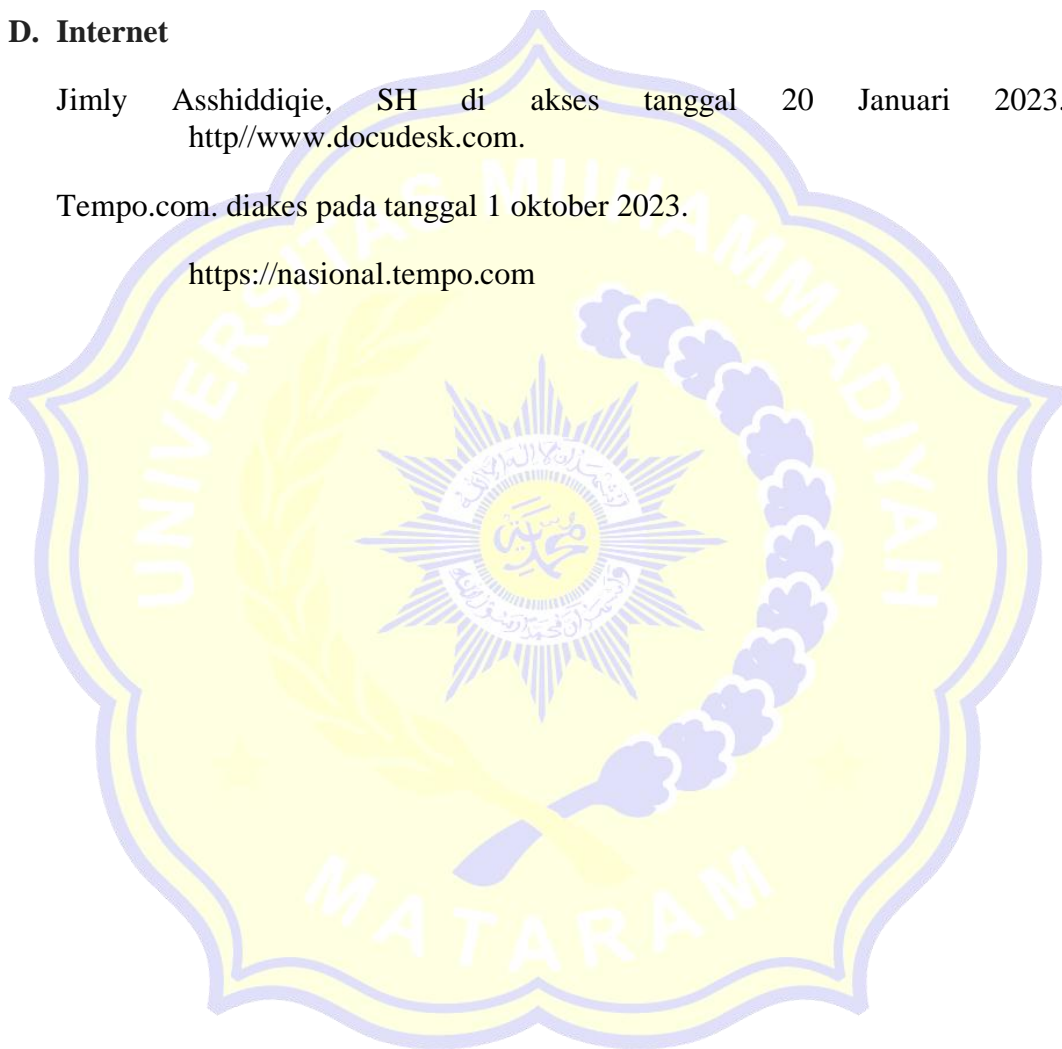 D. Internet
Jimly Asshiddiqie, SH di akses tanggal 20 Januari 2023.
http//www.docudesk.com.
Tempo.com. diakes pada tanggal 1 oktober 2023.
https://nasional.tempo.com
UNIVERSITAS MUHAMMADIYAH
MATARAM